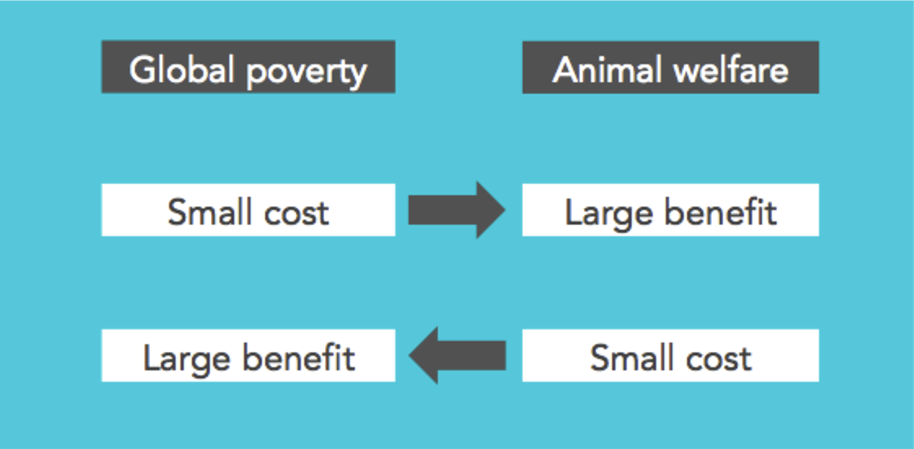 Global poverty
Animal welfare
Small cost
Large benefit
Large benefit
Small cost